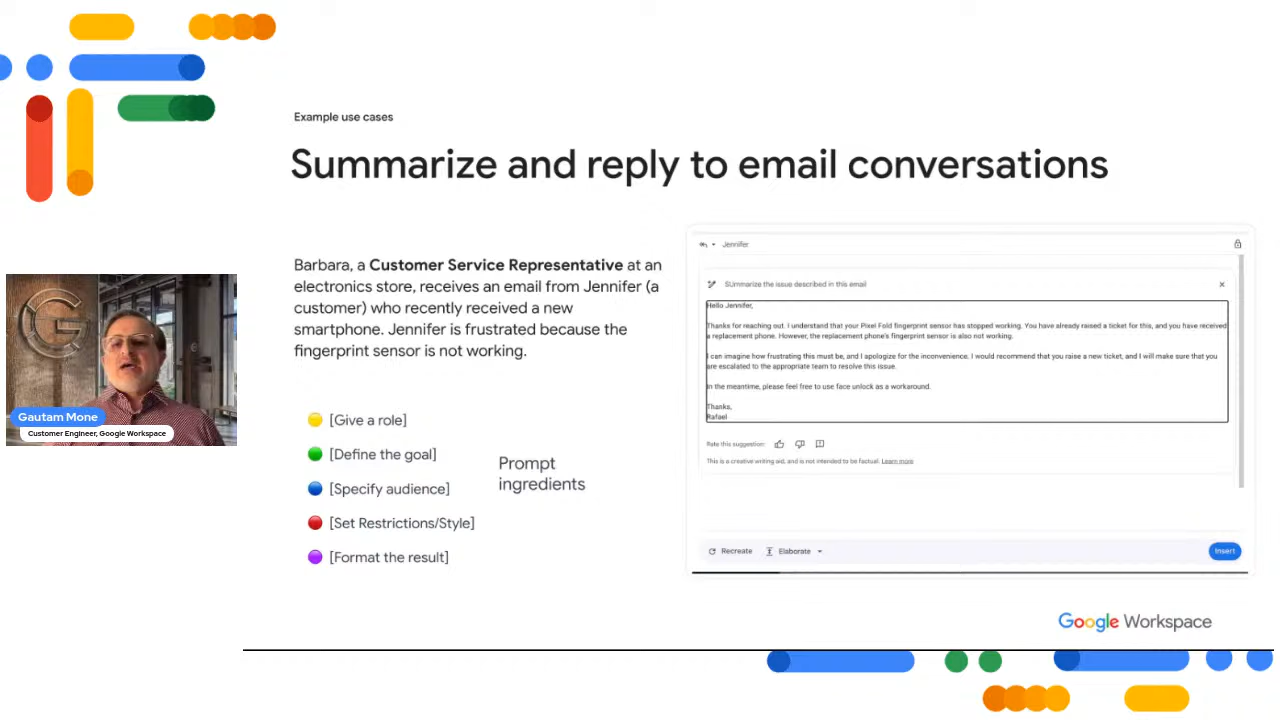 Example use cases
Summarize and reply to email conversations
Barbara, a Customer Service Representative at an
electronics store, receives an email from Jennifer (a
customer) who recently received a new
smartphone. Jennifer is frustrated because the
fingerprint sensor is not working.
[Give a role]
[Define the goal]
[Specify audience]
[Set Restrictions/Style]
[Format the result]
Prompt
ingredients
Jennifer
SUmmarize the issue described in this email
Hello Jennifer,
Thanks for reaching out. I understand that your Pixel Fold fingerprint sensor has stopped working. You have already raised a ticket for this, and you have received
a replacement phone. However, the replacement phone's fingerprint sensor is also not working.
I can imagine how frustrating this must be, and I apologize for the inconvenience. I would recommend that you raise a new ticket, and I will make sure that you
are escalated to the appropriate team to resolve this issue.
In the meantime, please feel free to use face unlock as a workaround.
Thanks,
Rafael
Rate this suggestion:
This is a creative writing aid, and is not intended to be factual. Learn more
Recreate
Elaborate
Insert
Gautam Mone
Customer Engineer, Google Workspace
Google Workspace